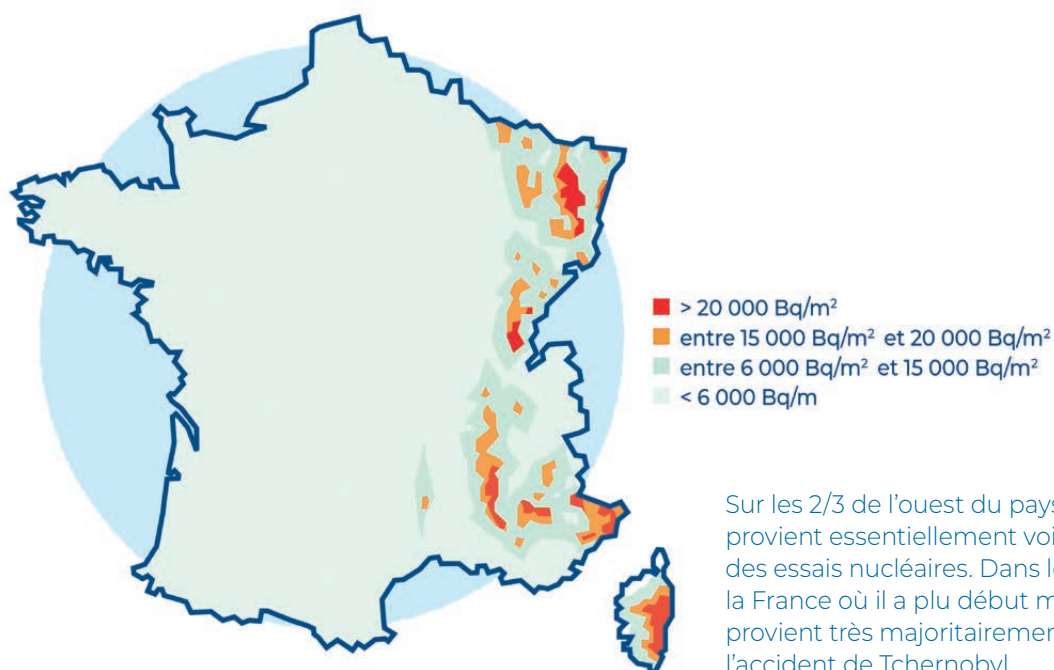 > 20 000 Bq/m²
entre 15 000 Bq/m² et 20 000 Bq/m²
entre 6 000 Bq/m² et 15 000 Bq/m²
< 6 000 Bq/m
Sur les 2/3 de l'ouest du pays
provient essentiellement voi
des essais nucléaires. Dans l
la France où il a plu début m
provient très majoritairement
l'accident de Tchernobyl